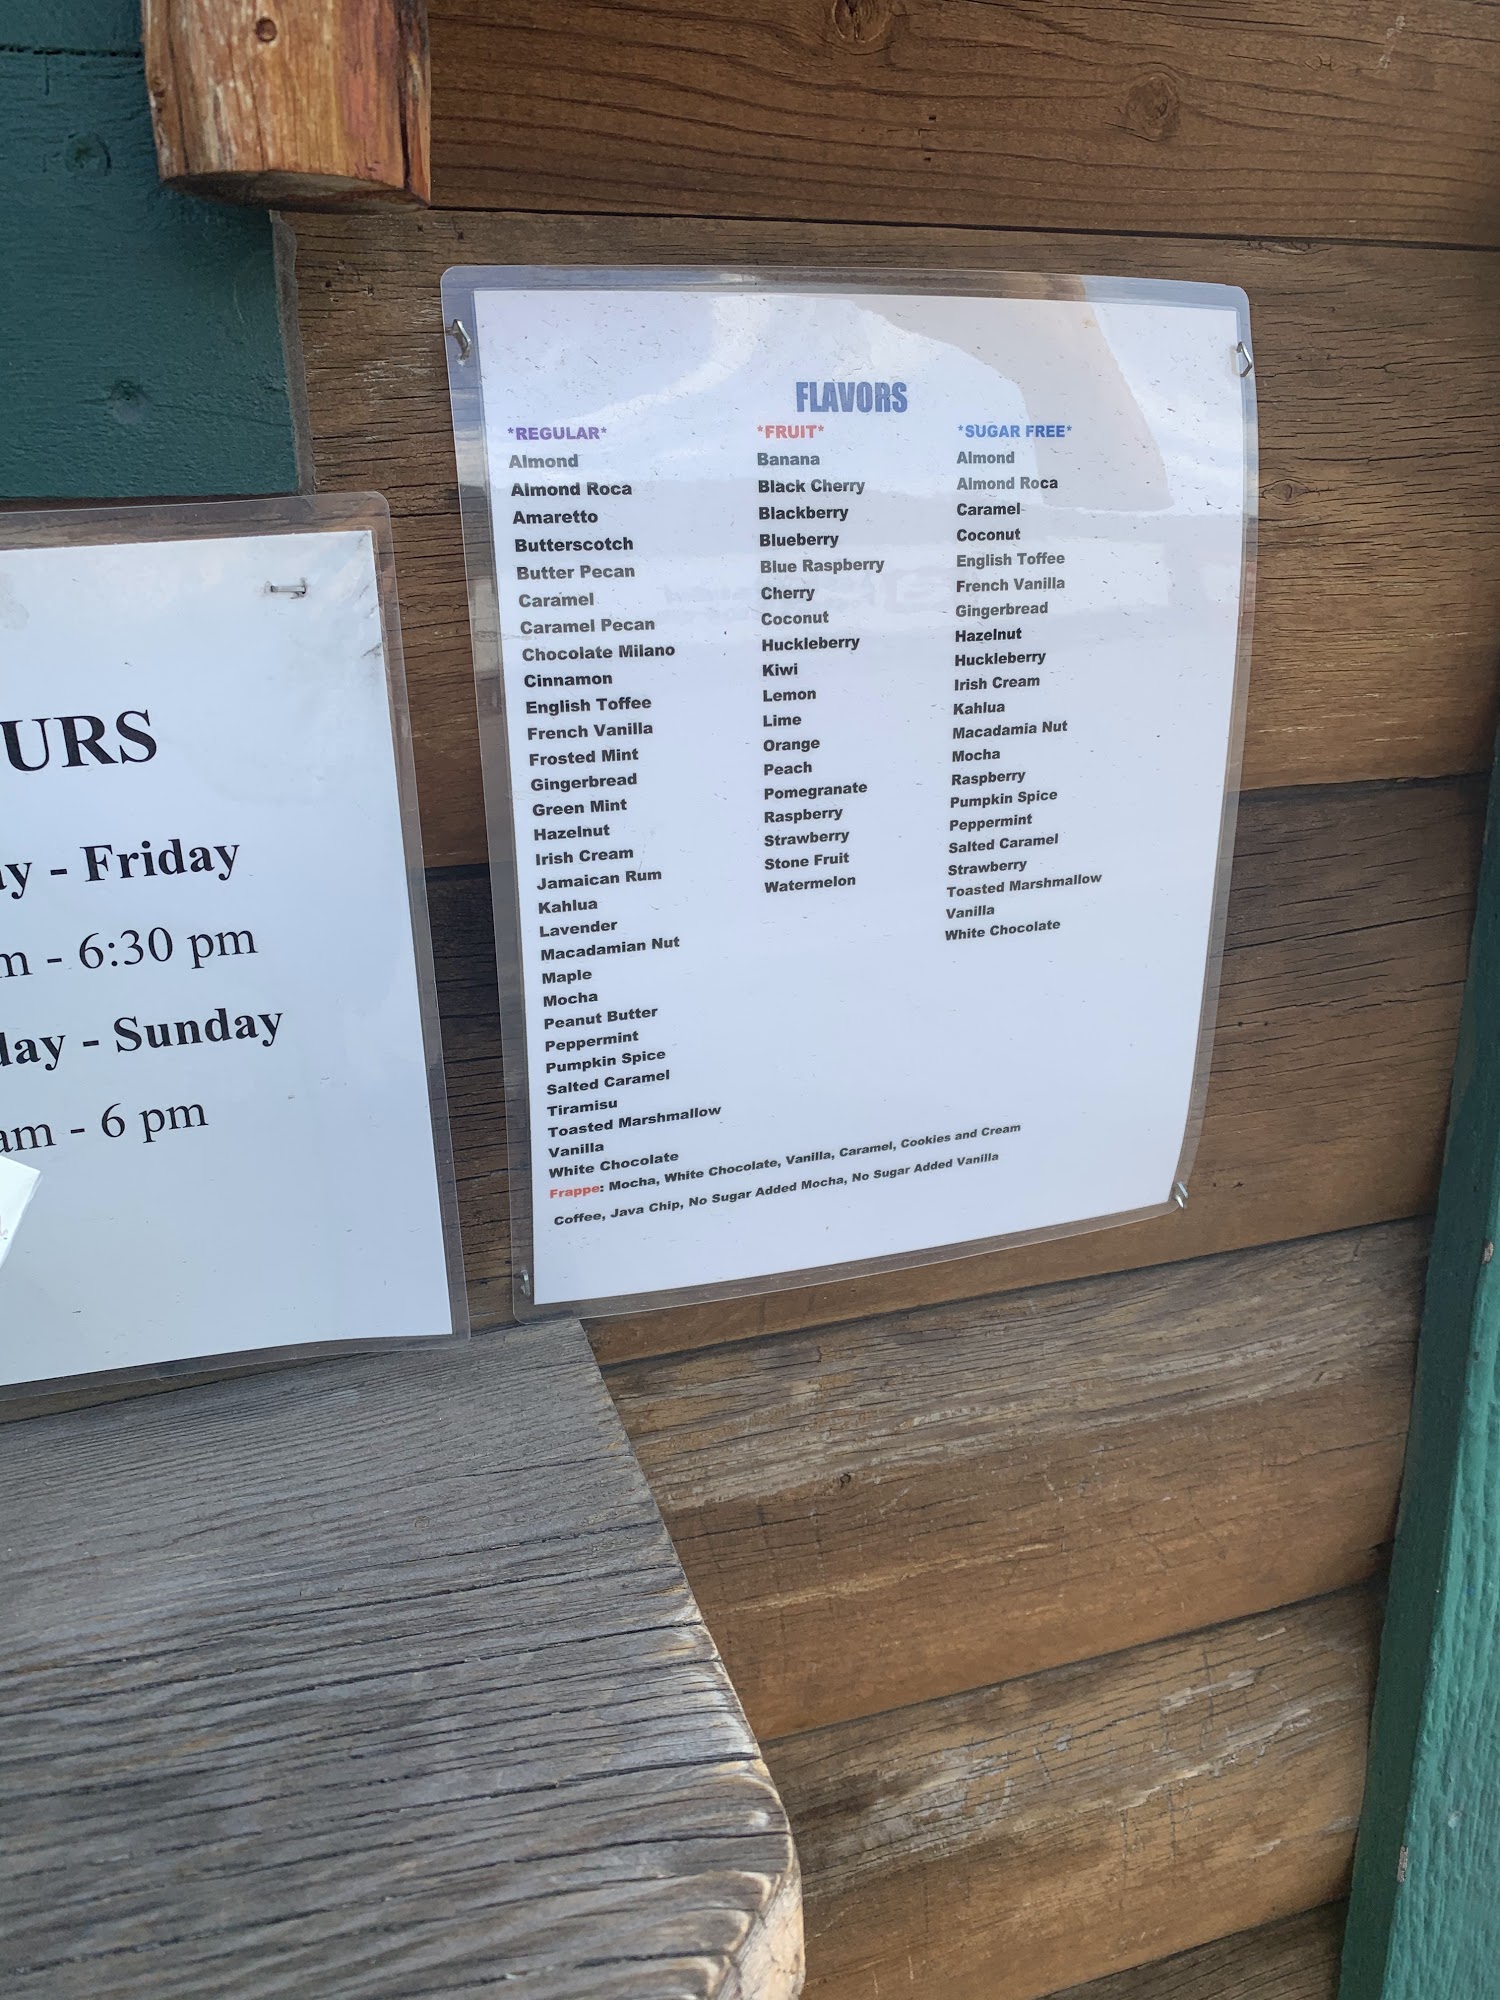 URS
ay - Friday
m - 6:30 pm
day - Sunday
am - 6 pm
FLAVORS
*REGULAR*
Almond
Almond Roca
Amaretto
Butterscotch
Butter Pecan
Caramel
Caramel Pecan
Chocolate Milano
Cinnamon
English Toffee
French Vanilla
Frosted Mint
Gingerbread
Green Mint
Hazelnut
Irish Cream
Jamaican Rum
Kahlua
Lavender
Macadamian Nut
Maple
Mocha
Peanut Butter
Peppermint
Pumpkin Spice
Salted Caramel
Tiramisu
Toasted Marshmallow
Vanilla
White Chocolate
*FRUIT*
Banana
Black Cherry
Blackberry
Blueberry
Blue Raspberry
Cherry
Coconut
Huckleberry
Kiwi
Lemon
Lime
Orange
Peach
Pomegranate
Raspberry
Strawberry
Stone Fruit
Watermelon
*SUGAR FREE*
Almond
Almond Roca
Caramel
Coconut
English Toffee
French Vanilla
Gingerbread
Hazelnut
Huckleberry
Irish Cream
Kahlua
Macadamia Nut
Mocha
Raspberry
Pumpkin Spice
Peppermint
Salted Caramel
Strawberry
Toasted Marshmallow
Vanilla
White Chocolate
Frappe: Mocha, White Chocolate, Vanilla, Caramel, Cookies and Cream
Coffee, Java Chip, No Sugar Added Mocha, No Sugar Added Vanilla